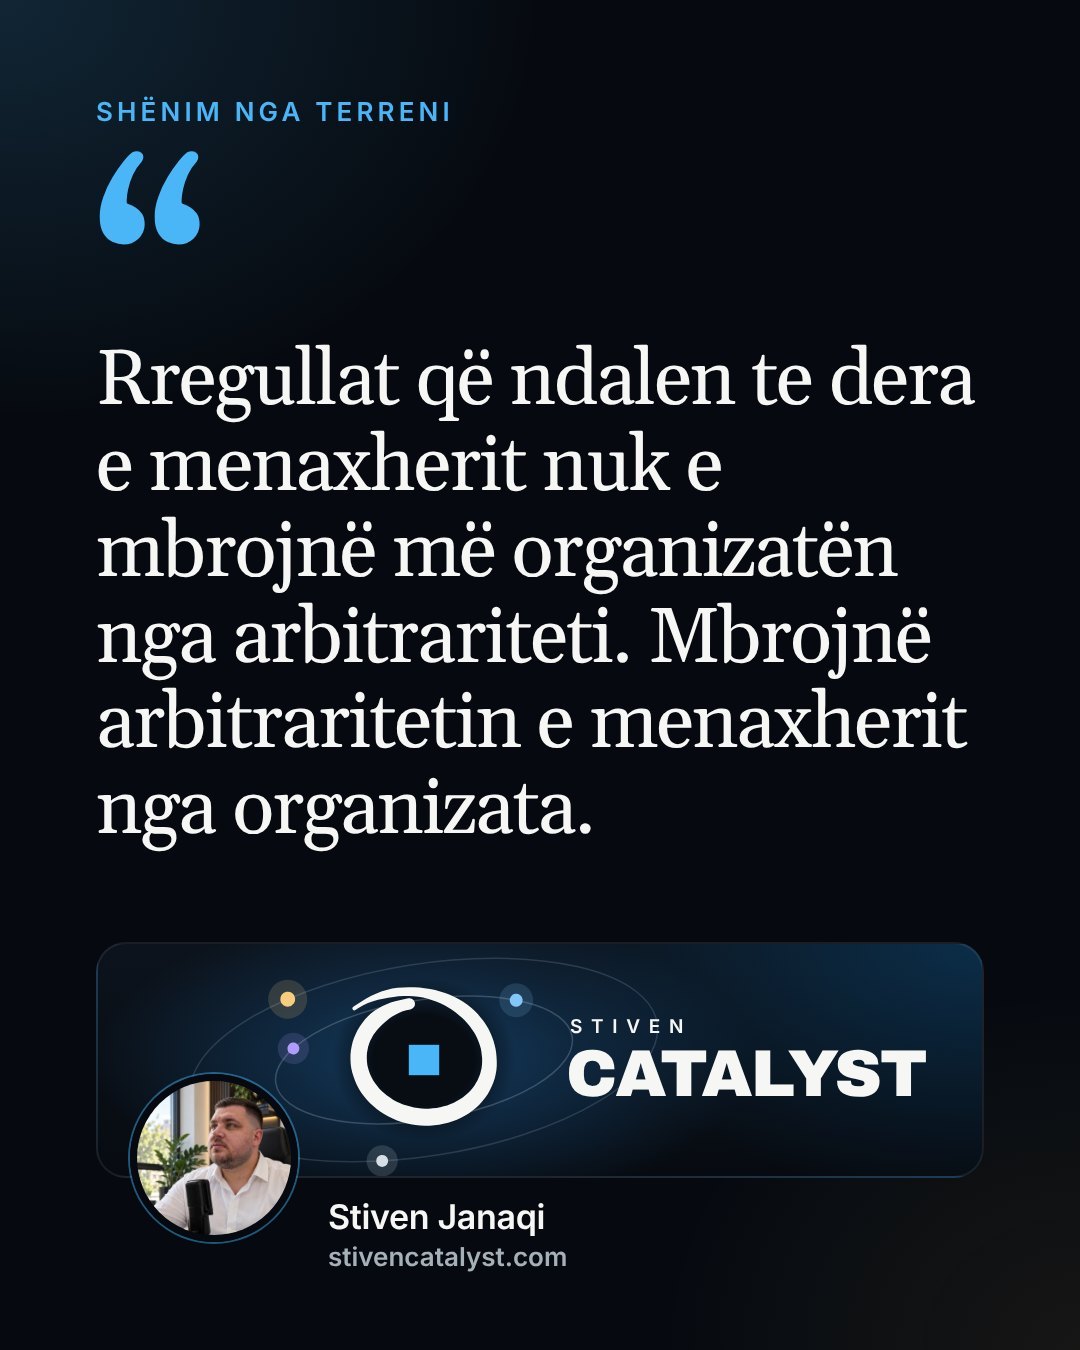 SHËNIM NGA TERRENI
“
Rregullat që ndalen te dera
e menaxherit nuk e
mbrojnë më organizatën
nga arbitrariteti. Mbrojnë
arbitraritetin e menaxherit
nga organizata.
STIVEN
CATALYST
Stiven Janaqi
stivencatalyst.com